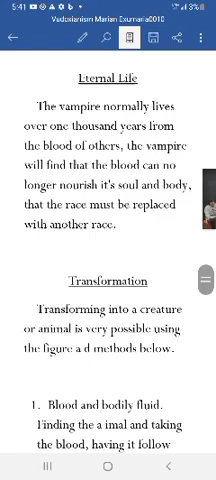 5:41
3%
Vudoxianism Marian Exumaria0010
Eternal Life
The vampire normally lives
over one thousand years from
the blood of others, the vampire
will find that the blood can no
longer nourish it's soul and body,
that the race must be replaced
with another race.
Transformation
Transforming into a creature
or animal is very possible using
the figure a d methods below.
1. Blood and bodily fluid.
Finding the a imal and taking
the blood, having it follow